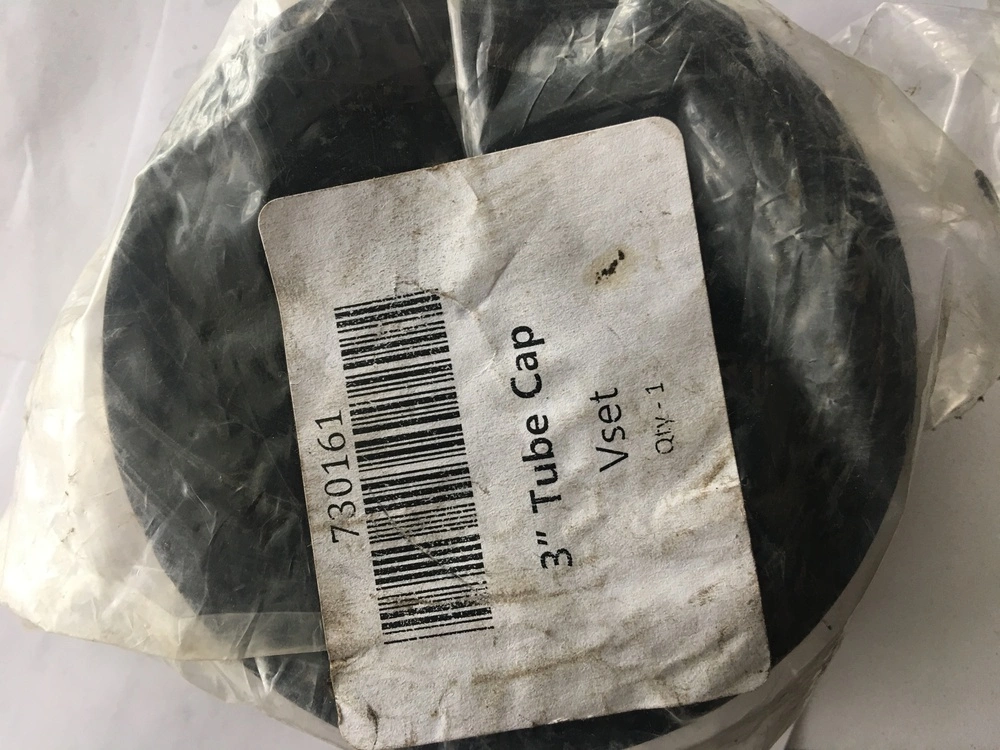 730161
3" Tube Cap
Vset
Qty - 1